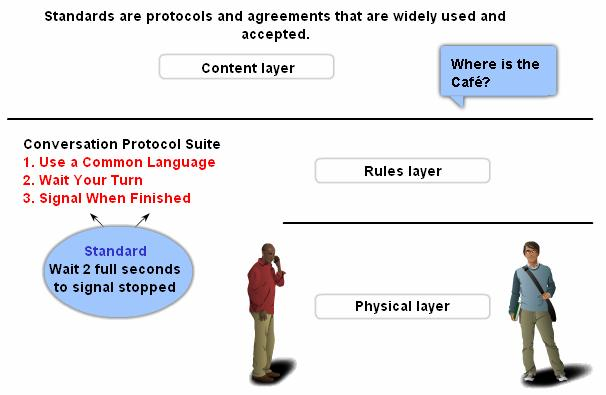 Standards are protocols and agreements that are widely used and
accepted.
Content layer
Where is the
Café?
Conversation Protocol Suite
1. Use a Common Language
2. Wait Your Turn
3. Signal When Finished
Rules layer
Standard
Wait 2 full seconds
to signal stopped
Physical layer